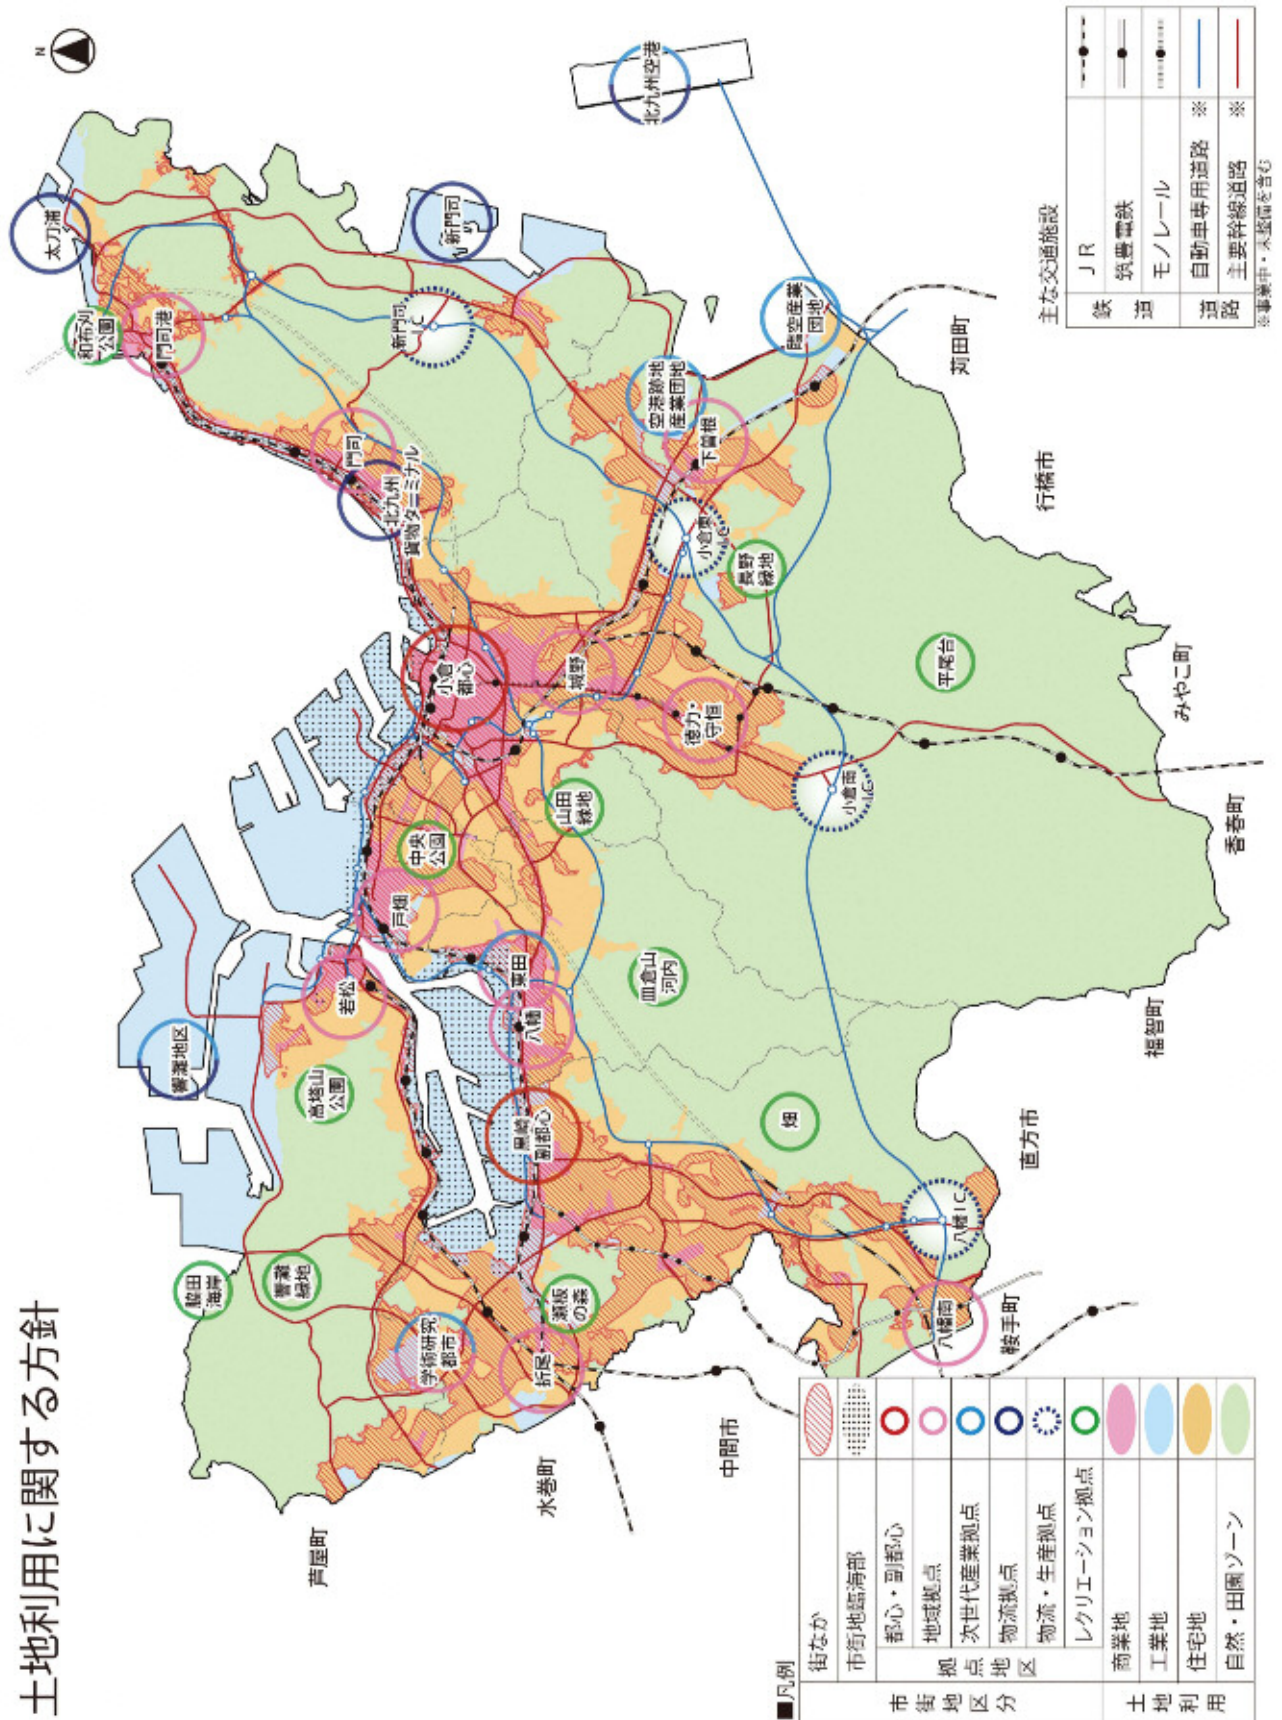 土地利用に関する方針
N
太刀浦
和布刈
公園
門司港
新門司
新門司
I C
北九州空港
門司
北九州
貨物ターミナル
空港跡地
産業団地
臨空産業
団地
下曽根
小倉東
I C
長野
緑地
小倉
都心
城野
徳力・
守恒
平尾台
小倉南
I C
中央
公園
山田
緑地
戸畑
若松
東田
八幡
皿倉山
河内
響灘地区
高塔山
公園
黒崎
副都心
畑
脇田
海岸
響灘
緑地
学術研究
都市
折尾
瀬板
の森
八幡 I C
八幡南
芦屋町
水巻町
中間市
鞍手町
直方市
福智町
香春町
みやこ町
行橋市
苅田町
主な交通施設
鉄道
J R
筑豊電鉄
モノレール
道路
自動車専用道路 ※
主要幹線道路 ※
※事業中・未整備を含む
■凡例
市街地区分
街なか
市街地臨海部
拠点地区
都心・副都心
地域拠点
次世代産業拠点
物流拠点
物流・生産拠点
レクリエーション拠点
土地利用
商業地
工業地
住宅地
自然・田園ゾーン